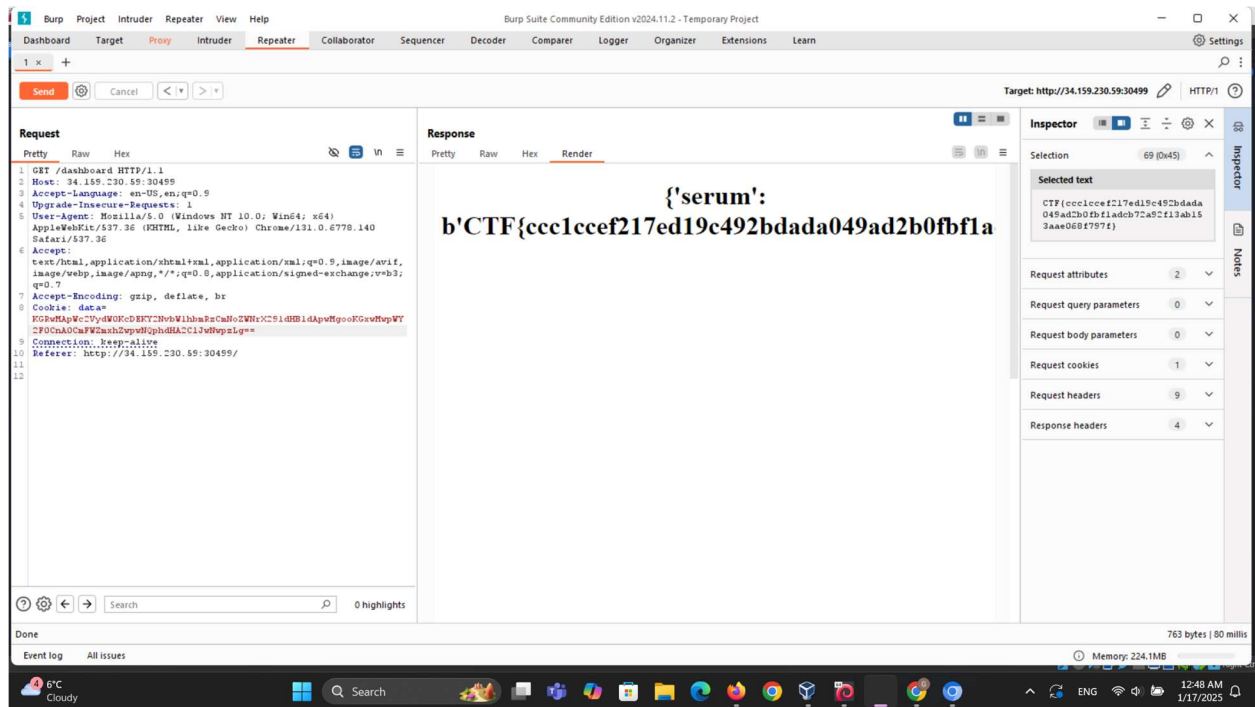 Burp Project Intruder Repeater View Help
Burp Suite Community Edition v2024.11.2 - Temporary Project
Dashboard Target Proxy Intruder Repeater Collaborator Sequencer Decoder Comparer Logger Organizer Extensions Learn
Settings
1 × +
Send Cancel < >
Target: http://34.159.230.59:30499 HTTP/1
Request
Pretty Raw Hex
\n
1 GET /dashboard HTTP/1.1
2 Host: 34.159.230.59:30499
3 Accept-Language: en-US,en;q=0.9
4 Upgrade-Insecure-Requests: 1
5 User-Agent: Mozilla/5.0 (Windows NT 10.0; Win64; x64)
AppleWebKit/537.36 (KHTML, like Gecko) Chrome/131.0.6778.140
Safari/537.36
6 Accept:
text/html,application/xhtml+xml,application/xml;q=0.9,image/avif,
image/webp,image/apng,*/*;q=0.8,application/signed-exchange;v=b3;
q=0.7
7 Accept-Encoding: gzip, deflate, br
8 Cookie: data=
9 Connection: keep-alive
10 Referer: http://34.159.230.59:30499/
11
12
Search
0 highlights
Response
Pretty Raw Hex Render
\n
{'serum':
b'CTF{ccc1ccef217ed19c492bdada049ad2b0fbf1a
Inspector
Selection 69 (0x45)
Selected text
CTF{ccc1ccef217ed19c492bdada
049ad2b0fbf1adcb72a92f13ab15
3aae068f797f}
Request attributes 2
Request query parameters 0
Request body parameters 0
Request cookies 1
Request headers 9
Response headers 4
Inspector
Notes
Done
763 bytes | 80 millis
Event log All issues
Memory: 224.1MB
4
6°C
Cloudy
Search
ENG
12:48 AM
1/17/2025